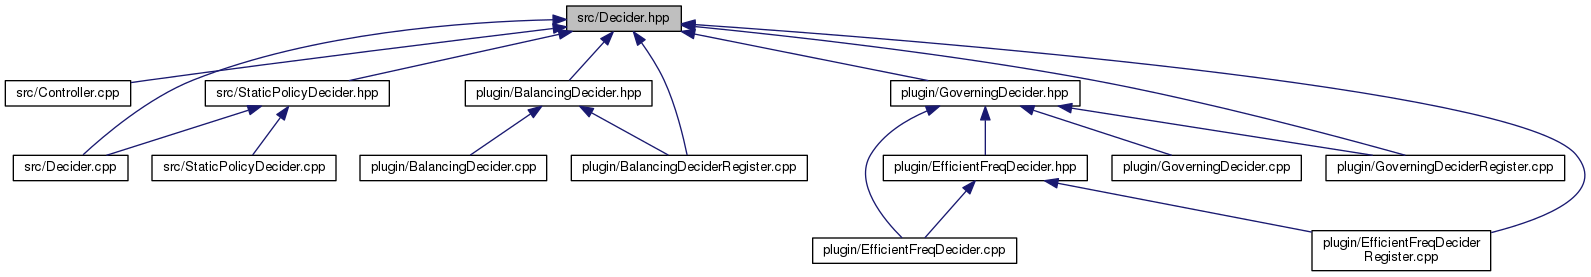 src/Decider.hpp
src/Controller.cpp
src/StaticPolicyDecider.hpp
plugin/BalancingDecider.hpp
plugin/GoverningDecider.hpp
src/Decider.cpp
src/StaticPolicyDecider.cpp
plugin/BalancingDecider.cpp
plugin/BalancingDeciderRegister.cpp
plugin/EfficientFreqDecider.hpp
plugin/GoverningDecider.cpp
plugin/GoverningDeciderRegister.cpp
plugin/EfficientFreqDecider.cpp
plugin/EfficientFreqDecider
Register.cpp